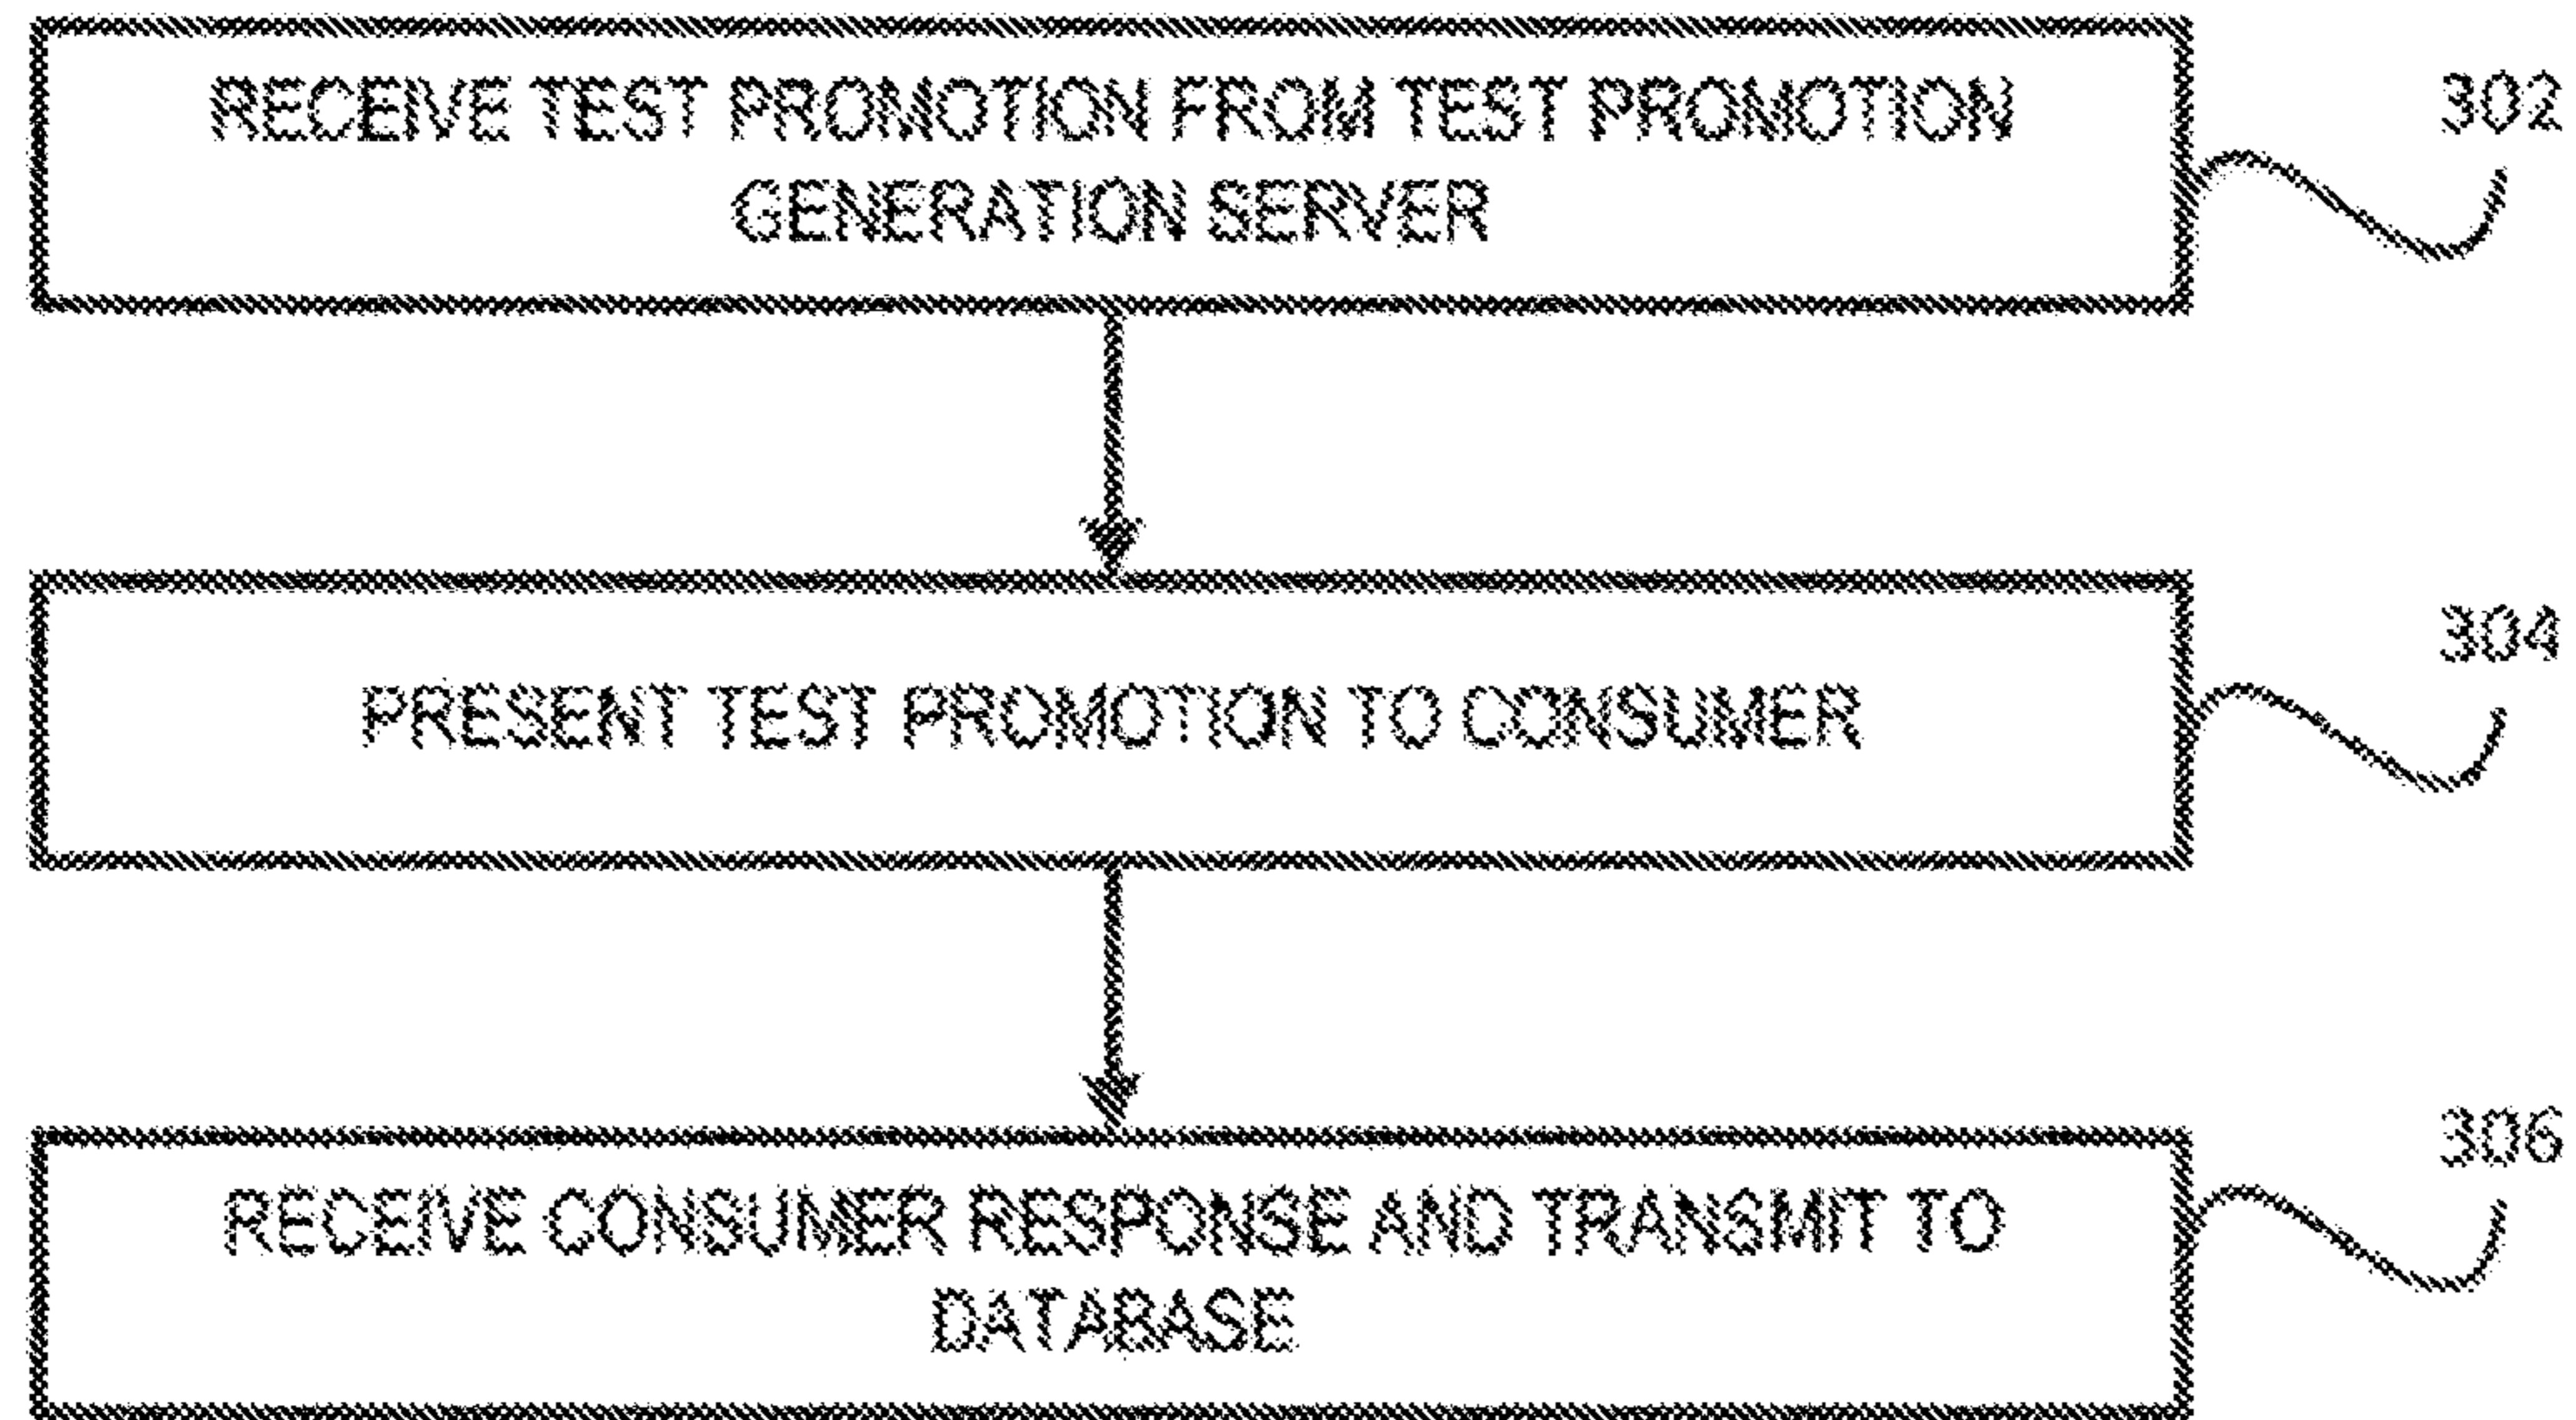 RECEIVE TEST PROMOTION FROM TEST PROMOTION
GENERATION SERVER
302
PRESENT TEST PROMOTION TO CONSUMER
304
RECEIVE CONSUMER RESPONSE AND TRANSMIT TO
DATABASE
306